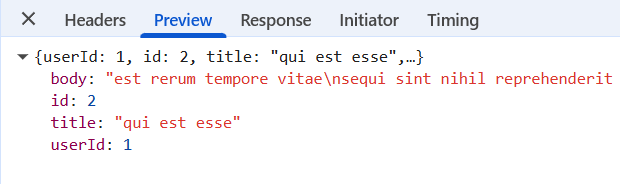 Headers Preview Response Initiator Timing
{userId: 1, id: 2, title: "qui est esse",…}
body: "est rerum tempore vitae\nsequi sint nihil reprehenderit
id: 2
title: "qui est esse"
userId: 1